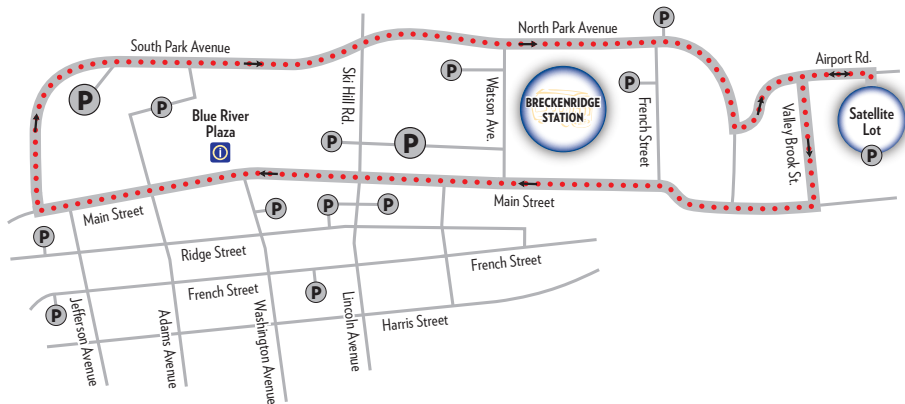 South Park Avenue
North Park Avenue
P
Airport Rd.
P
P
Ski Hill Rd.
P
Watson Ave.
BRECKENRIDGE
STATION
P
French Street
Valley Brook St.
Satellite
Lot
P
Blue River
Plaza
i
P
P
Main Street
Main Street
P
P
P
P
Ridge Street
French Street
French Street
P
P
Harris Street
Jefferson Avenue
Adams Avenue
Washington Avenue
Lincoln Avenue